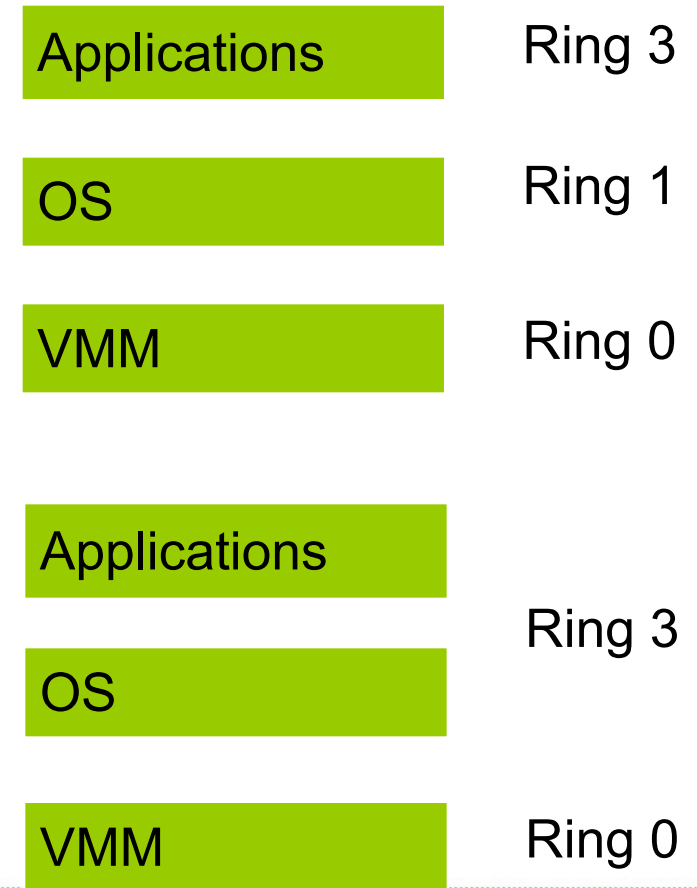 Applications Ring 3
OS Ring 1
VMM Ring 0
Applications
Ring 3
OS
VMM Ring 0